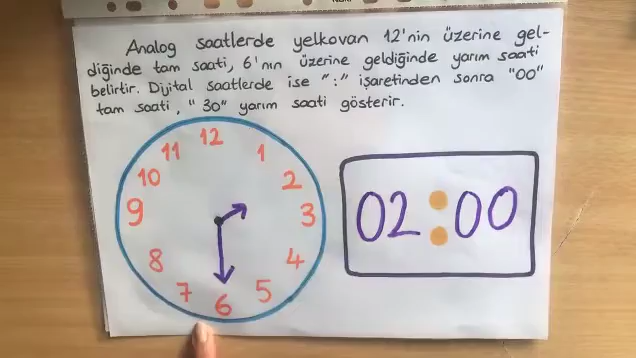 Analog saatlerde yelkovan 12'nin üzerine gel-
diğinde tam saati, 6'nın üzerine geldiğinde yarım saati
belirtir. Dijital saatlerde ise ":" işaretinden sonra "00"
tam saati, "30" yarım saati gösterir.
12
11 1
10 2
9 3
8 4
7 5
6
02:00